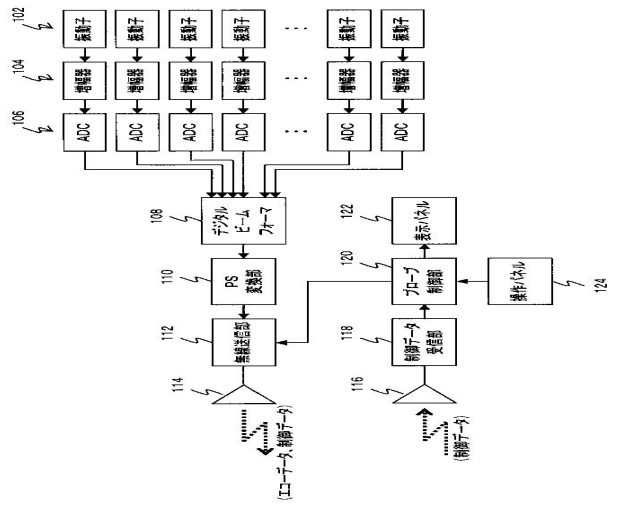 102
振動子
振動子
振動子
振動子
…
振動子
振動子
104
増幅器
増幅器
増幅器
増幅器
…
増幅器
増幅器
106
ADC
ADC
ADC
ADC
…
ADC
ADC
108
デジタル
ビーム
フォーマ
110
PS
変換部
112
無線送信部
114
(エコーデータ、制御データ)
122
表示パネル
120
プローブ
制御部
124
操作パネル
118
制御データ
受信部
116
(制御データ)